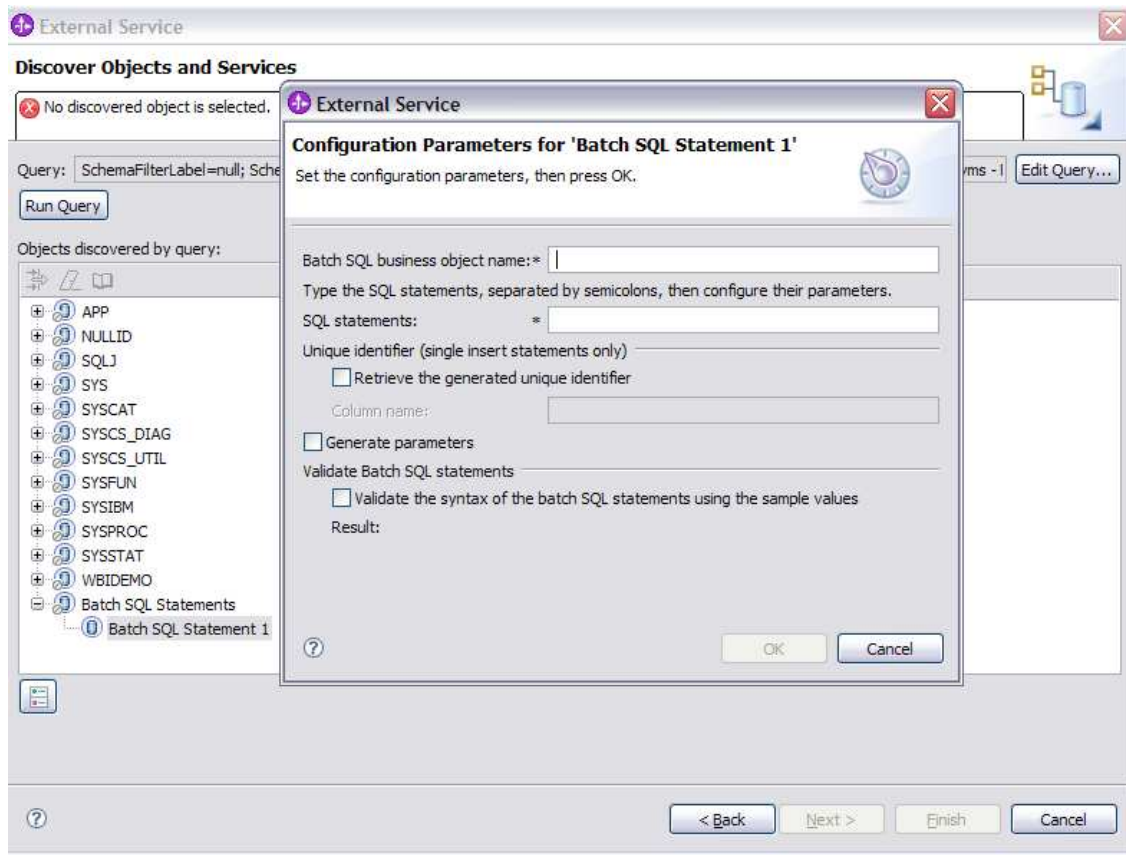 External Service
Discover Objects and Services
No discovered object is selected.
Query: SchemaFilterLabel=null; Sche
Edit Query...
Run Query
Objects discovered by query:
APP
NULLID
SQLJ
SYS
SYSCAT
SYSCS_DIAG
SYSCS_UTIL
SYSFUN
SYSIBM
SYSPROC
SYSSTAT
WBIDEMO
Batch SQL Statements
Batch SQL Statement 1
External Service
Configuration Parameters for 'Batch SQL Statement 1'
Set the configuration parameters, then press OK.
Batch SQL business object name:*
Type the SQL statements, separated by semicolons, then configure their parameters.
SQL statements: *
Unique identifier (single insert statements only)
Retrieve the generated unique identifier
Column name:
Generate parameters
Validate Batch SQL statements
Validate the syntax of the batch SQL statements using the sample values
Result:
OK Cancel
< Back Next > Finish Cancel